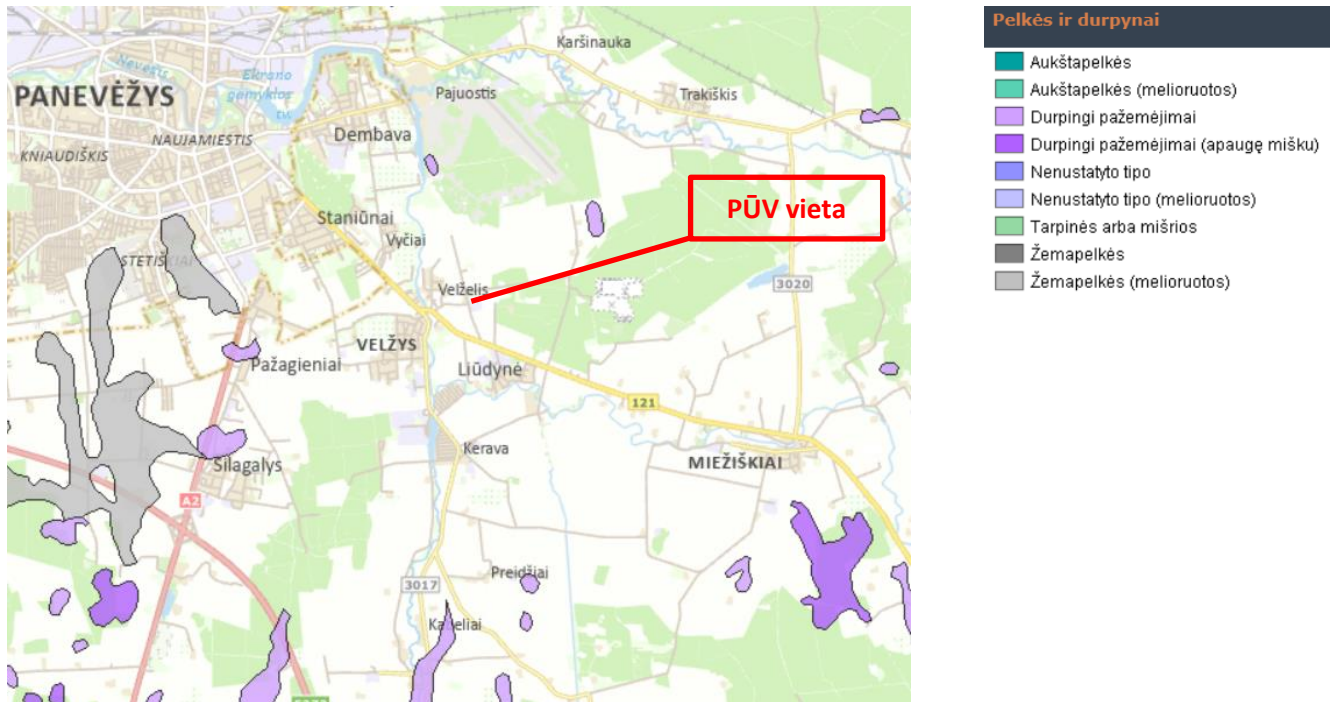 Pelkės ir durpynai
Aukštapelkės
Aukštapelkės (melioruotos)
Durpingi pažemėjimai
Durpingi pažemėjimai (apaugę mišku)
Nenustatyto tipo
Nenustatyto tipo (melioruotos)
Tarpinės arba mišrios
Žemapelkės
Žemapelkės (melioruotos)
Karšinauka
Nevėžis
Ekrano
gamyklos
tv.
PANEVĖŽYS
Pajuostis
Trakiškis
NAUJAMIESTIS
Dembava
KNIAUDIŠKIS
PŪV vieta
Staniūnai
Vyčiai
STETIŠKIAI
Velželis
3020
VELŽYS
Pažagieniai
Liūdynė
121
Kerava
Šilagalys
MIEŽIŠKIAI
A2
Preidžiai
3017